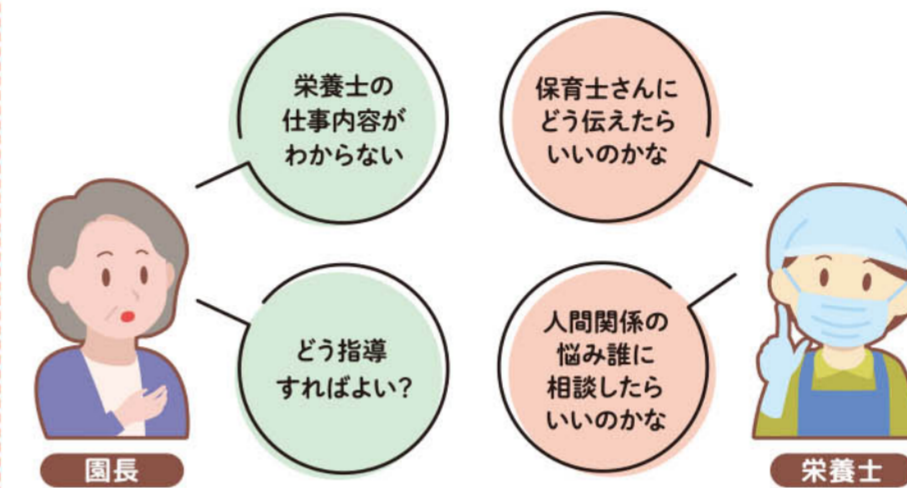 栄養士の
仕事内容が
わからない
保育士さんに
どう伝えたら
いいのかな
どう指導
すればよい?
人間関係の
悩み誰に
相談したら
いいのかな
園長
栄養士